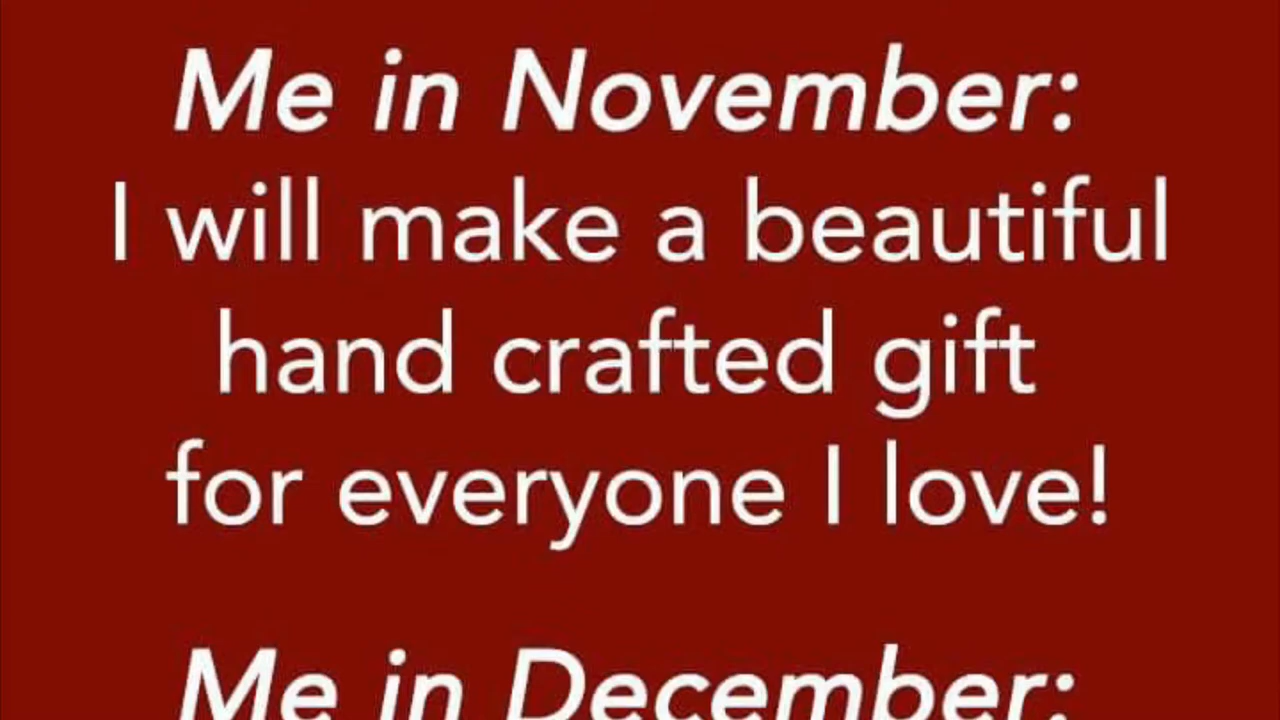 Me in November:
I will make a beautiful
hand crafted gift
for everyone I love!
Me in December: